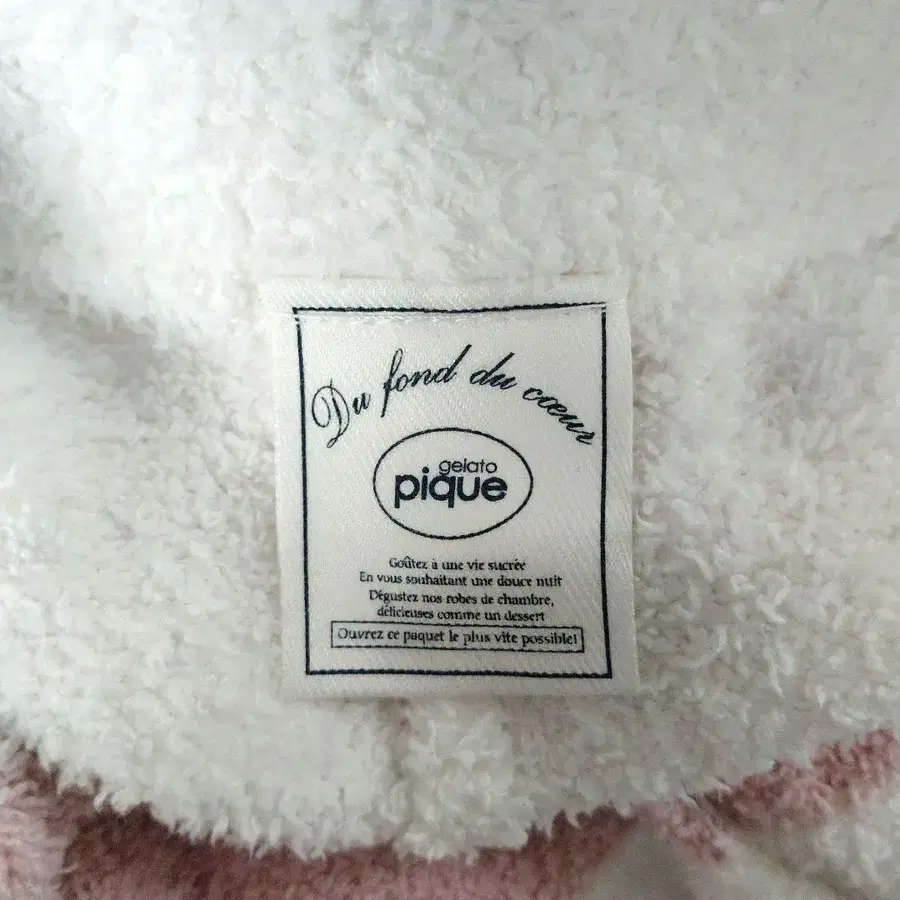 Du fond du cœur
gelato
pique
Goûtez à une vie sucrée
En vous souhaitant une douce nuit
Dégustez nos robes de chambre,
délicieuses comme un dessert
Ouvrez ce paquet le plus vite possible!